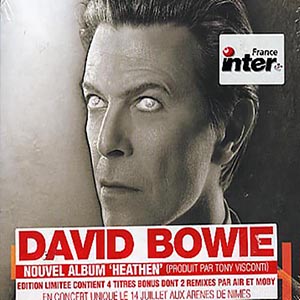 France
inter
DAVID BOWIE
NOUVEL ALBUM 'HEATHEN' (PRODUIT PAR TONY VISCONTI)
EDITION LIMITEE CONTIENT 4 TITRES BONUS DONT 2 REMIXES PAR AIR ET MOBY
EN CONCERT UNIQUE LE 14 JUILLET AUX ARENES DE NIMES